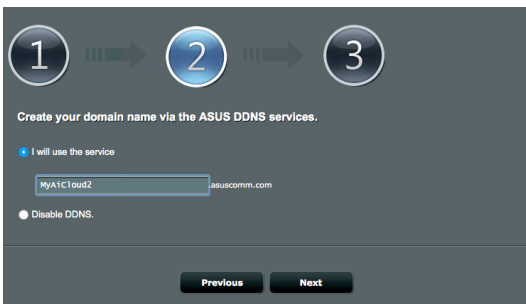 1 2 3
Create your domain name via the ASUS DDNS services.
I will use the service
MyAiCloud2 .asuscomm.com
Disable DDNS.
Previous Next